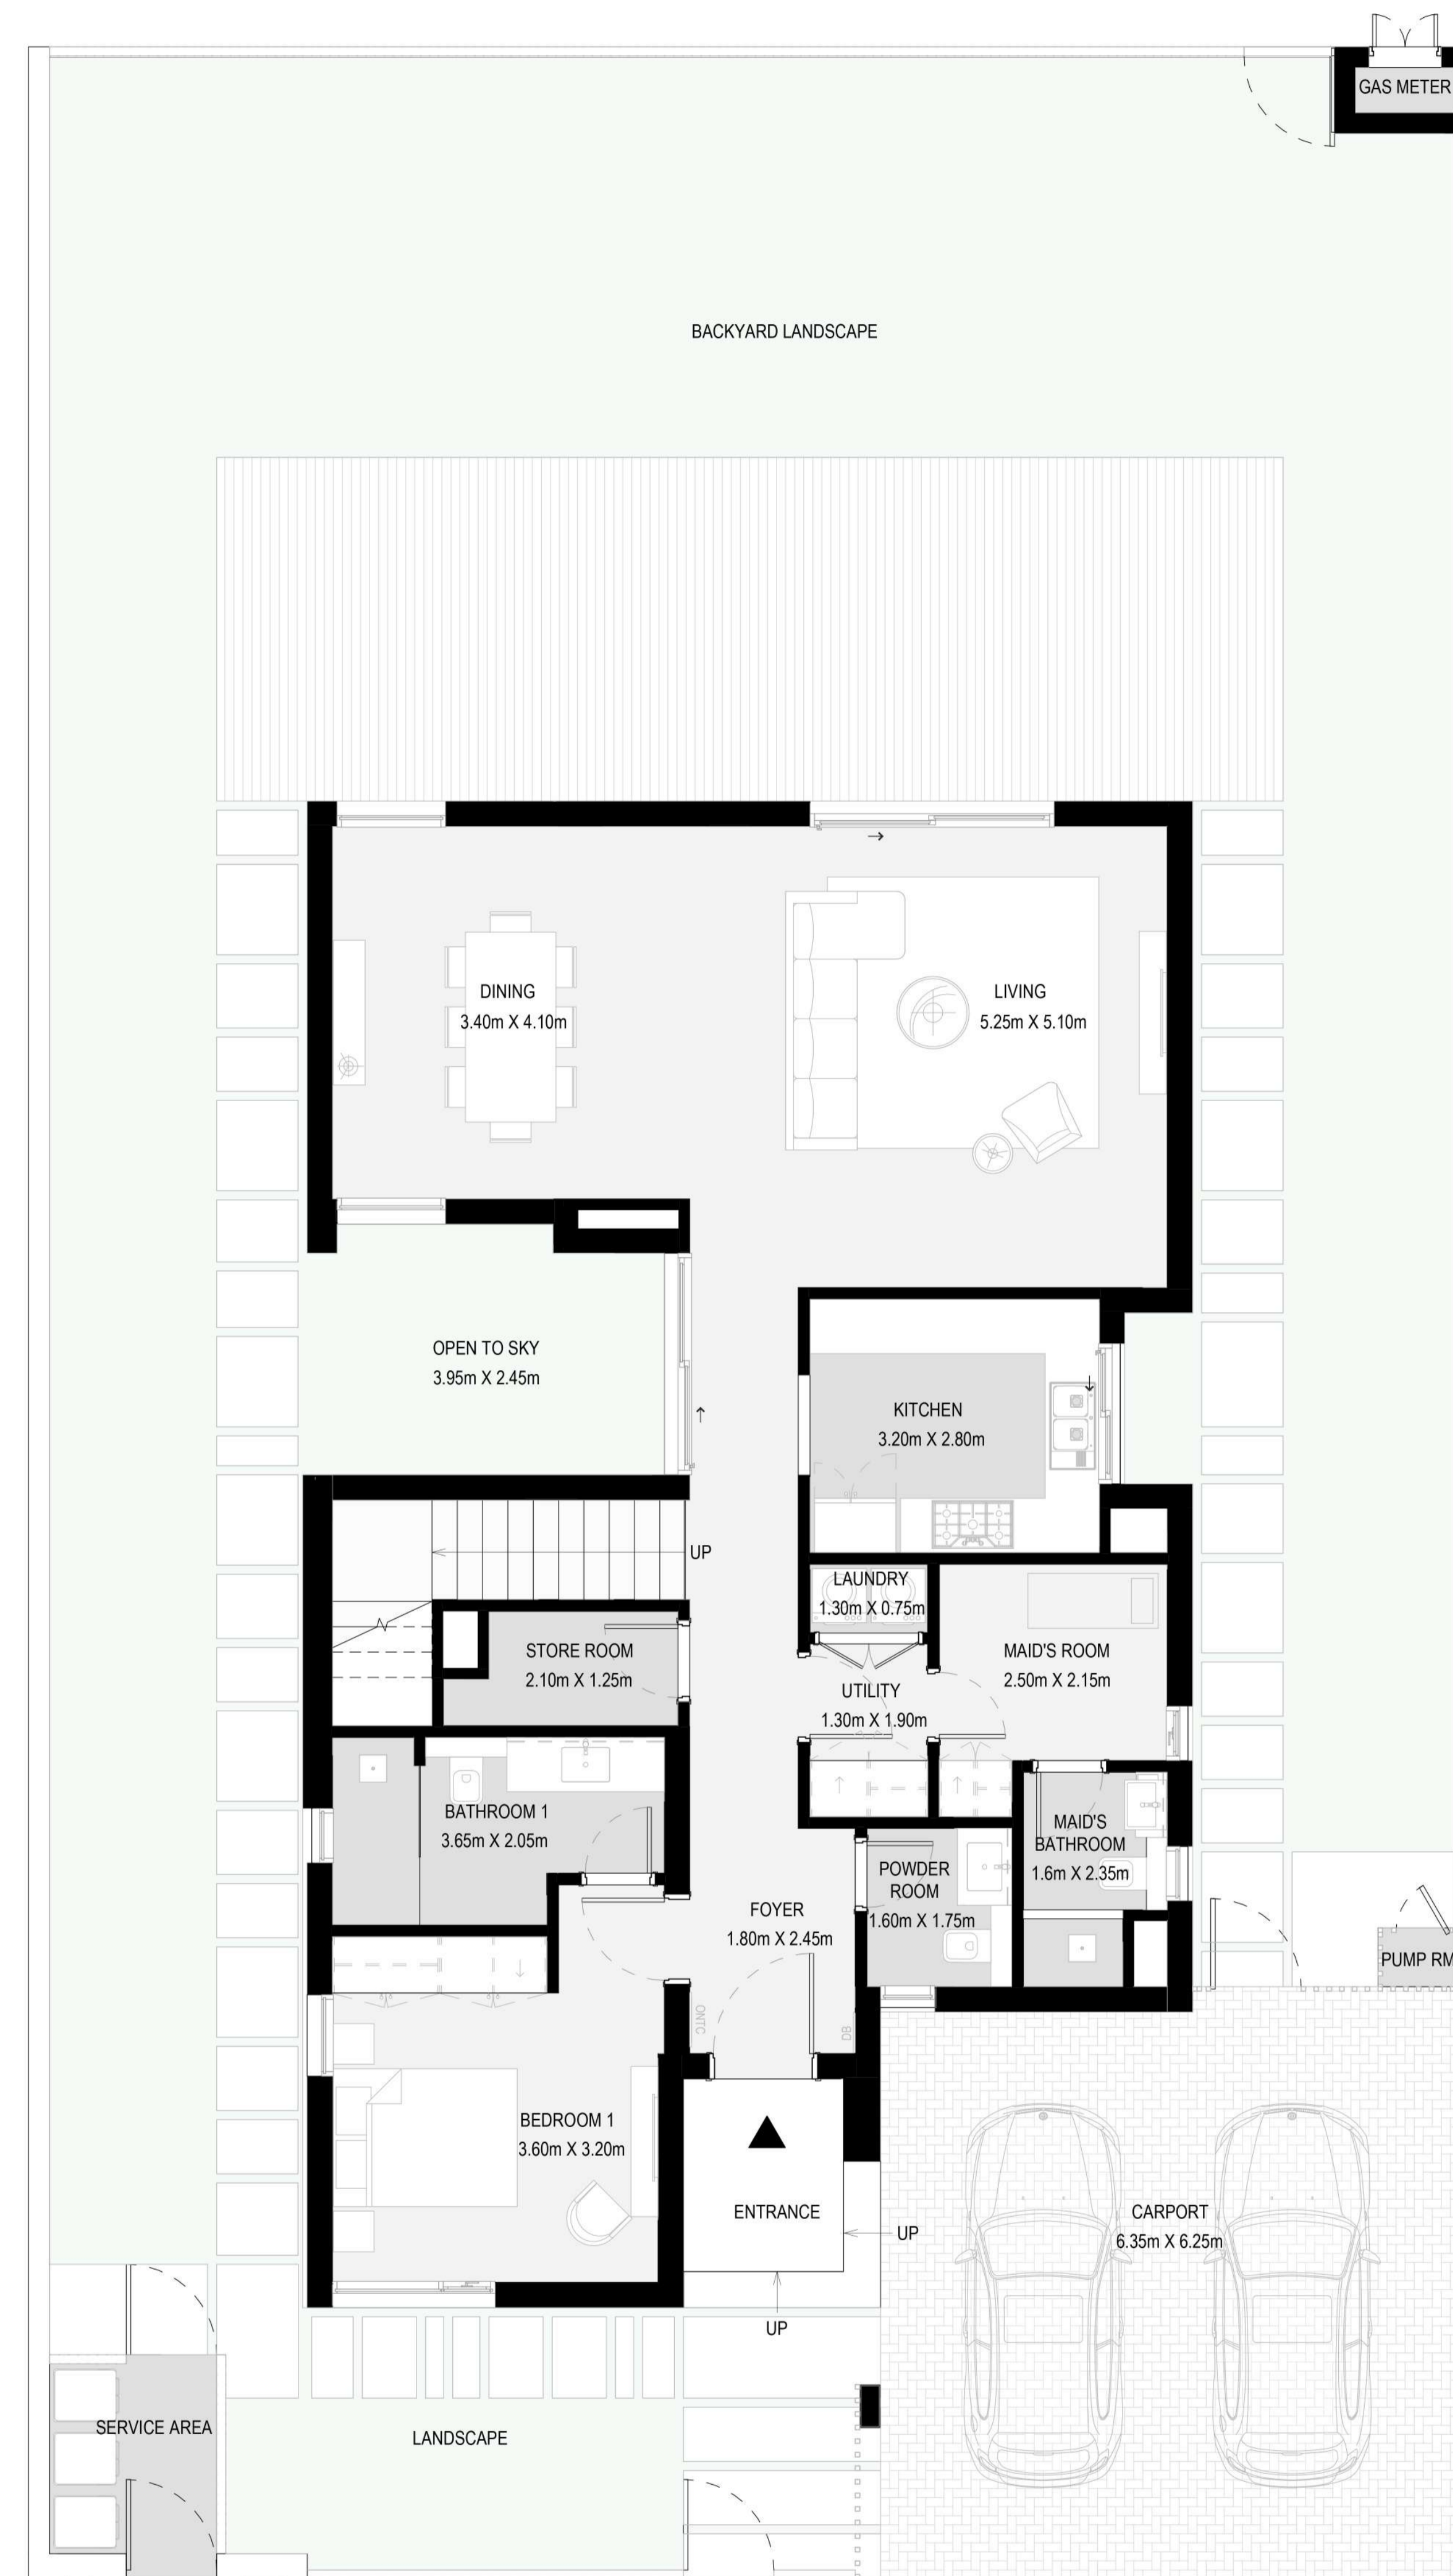 GAS METER
BACKYARD LANDSCAPE
DINING
3.40m X 4.10m
LIVING
5.25m X 5.10m
OPEN TO SKY
3.95m X 2.45m
KITCHEN
3.20m X 2.80m
UP
LAUNDRY
1.30m X 0.75m
STORE ROOM
2.10m X 1.25m
MAID'S ROOM
2.50m X 2.15m
UTILITY
1.30m X 1.90m
BATHROOM 1
3.65m X 2.05m
MAID'S
BATHROOM
1.6m X 2.35m
POWDER
ROOM
1.60m X 1.75m
FOYER
1.80m X 2.45m
PUMP RM
ONTC
DB
BEDROOM 1
3.60m X 3.20m
ENTRANCE
UP
CARPORT
6.35m X 6.25m
UP
SERVICE AREA
LANDSCAPE